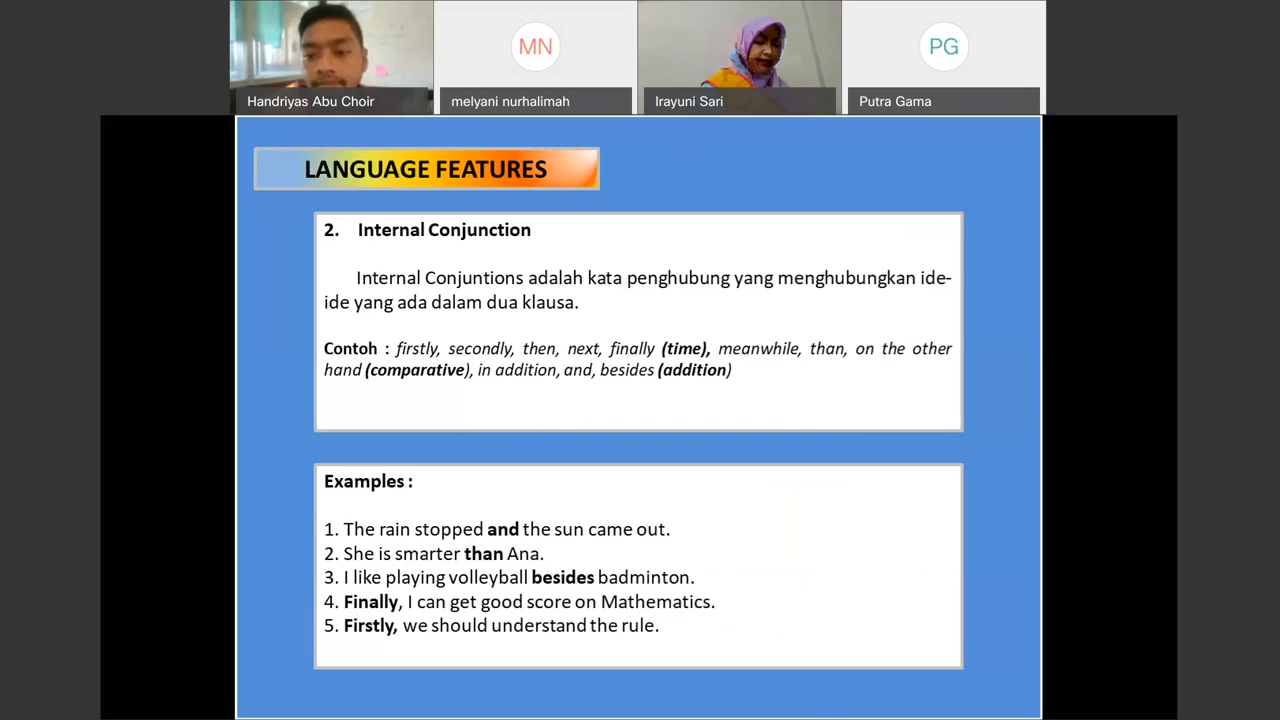 MN
PG
Handriyas Abu Choir
melyani nurhalimah
Irayuni Sari
Putra Gama
LANGUAGE FEATURES
2. Internal Conjunction
Internal Conjuntions adalah kata penghubung yang menghubungkan ide-
ide yang ada dalam dua klausa.
Contoh : firstly, secondly, then, next, finally (time), meanwhile, than, on the other
hand (comparative), in addition, and, besides (addition)
Examples :
1. The rain stopped and the sun came out.
2. She is smarter than Ana.
3. I like playing volleyball besides badminton.
4. Finally, I can get good score on Mathematics.
5. Firstly, we should understand the rule.